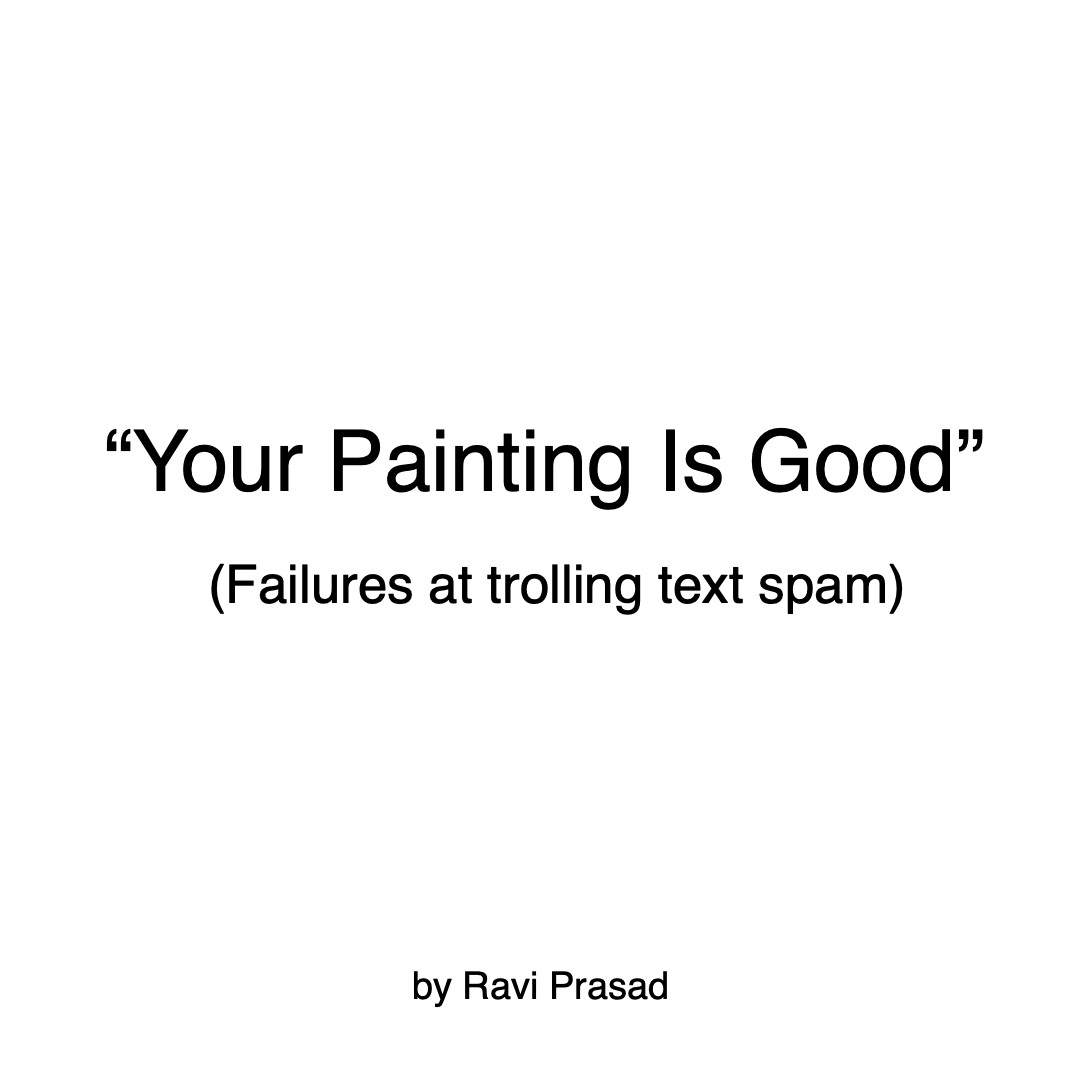 “Your Painting Is Good”
(Failures at trolling text spam)
by Ravi Prasad